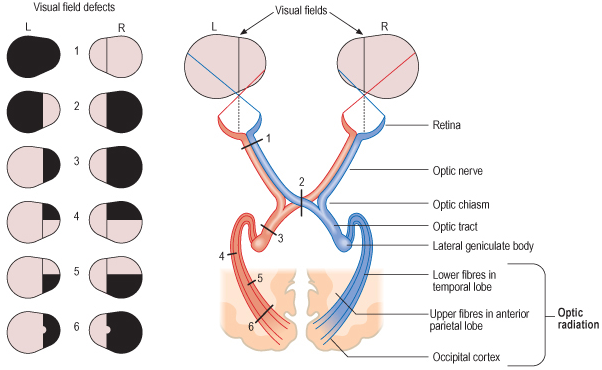 Visual field defects
L
R
1
2
3
4
5
6
Visual fields
L
R
1
2
3
4
5
6
Retina
Optic nerve
Optic chiasm
Optic tract
Lateral geniculate body
Lower fibres in
temporal lobe
Upper fibres in anterior
parietal lobe
Occipital cortex
Optic
radiation